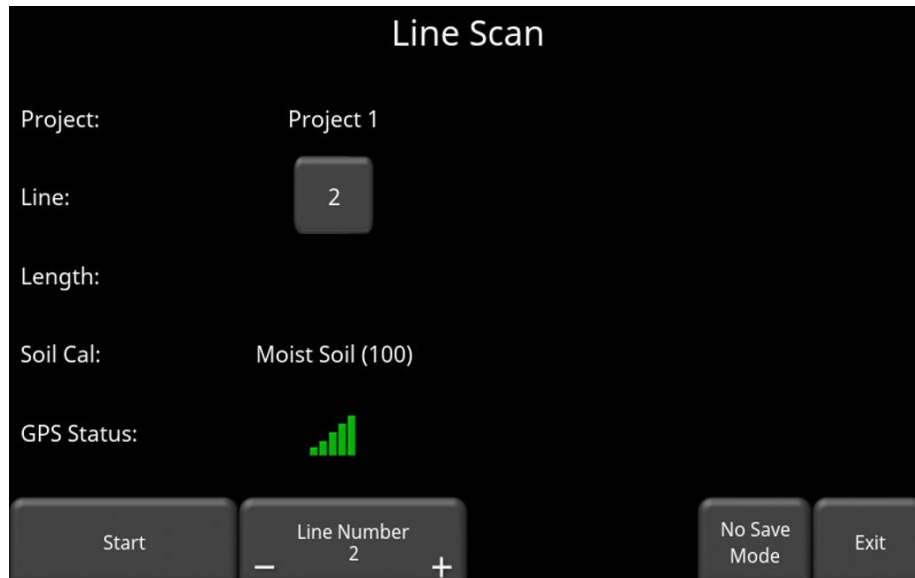 Line Scan
Project: Project 1
Line: 2
Length:
Soil Cal: Moist Soil (100)
GPS Status:
Start
Line Number
− 2 +
No Save
Mode
Exit